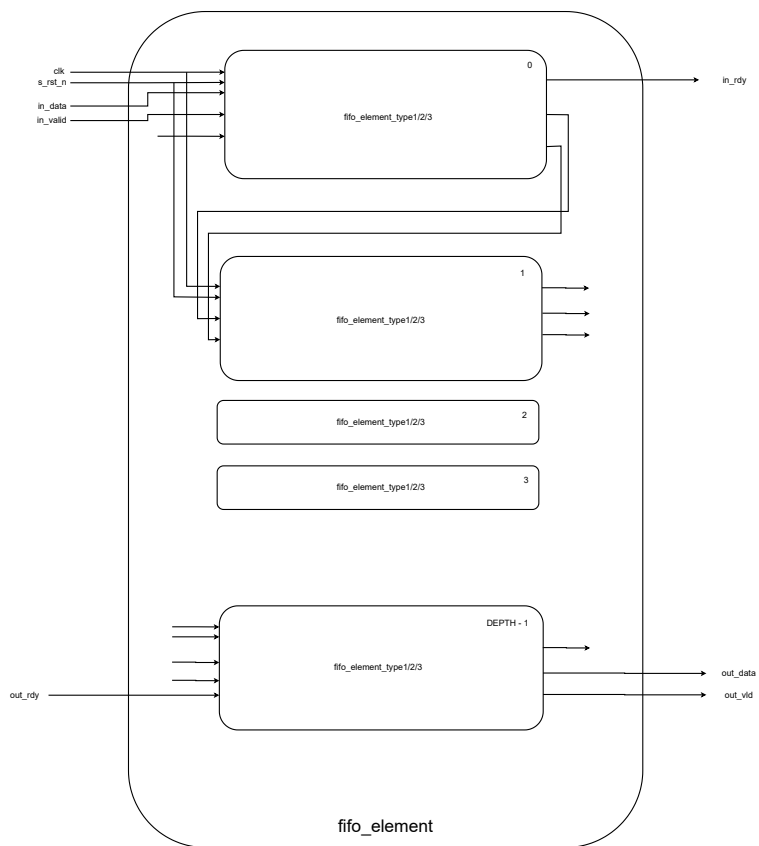 0
clk
s_rst_n
in_rdy
in_data
in_valid
fifo_element_type1/2/3
1
fifo_element_type1/2/3
2
fifo_element_type1/2/3
3
fifo_element_type1/2/3
DEPTH - 1
fifo_element_type1/2/3
out_data
out_rdy
out_vld
fifo_element